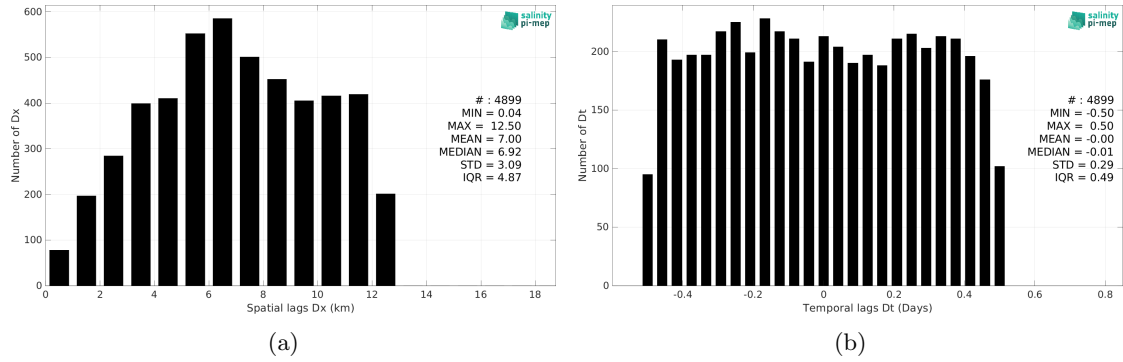 600
500
400
300
200
100
0
Number of Dx
salinity
pi-mep
# : 4899
MIN = 0.04
MAX = 12.50
MEAN = 7.00
MEDIAN = 6.92
STD = 3.09
IQR = 4.87
0 2 4 6 8 10 12 14 16 18
Spatial lags Dx (km)
(a)
200
150
100
50
0
Number of Dt
salinity
pi-mep
# : 4899
MIN = -0.50
MAX = 0.50
MEAN = -0.00
MEDIAN = -0.01
STD = 0.29
IQR = 0.49
-0.4 -0.2 0 0.2 0.4 0.6 0.8
Temporal lags Dt (Days)
(b)